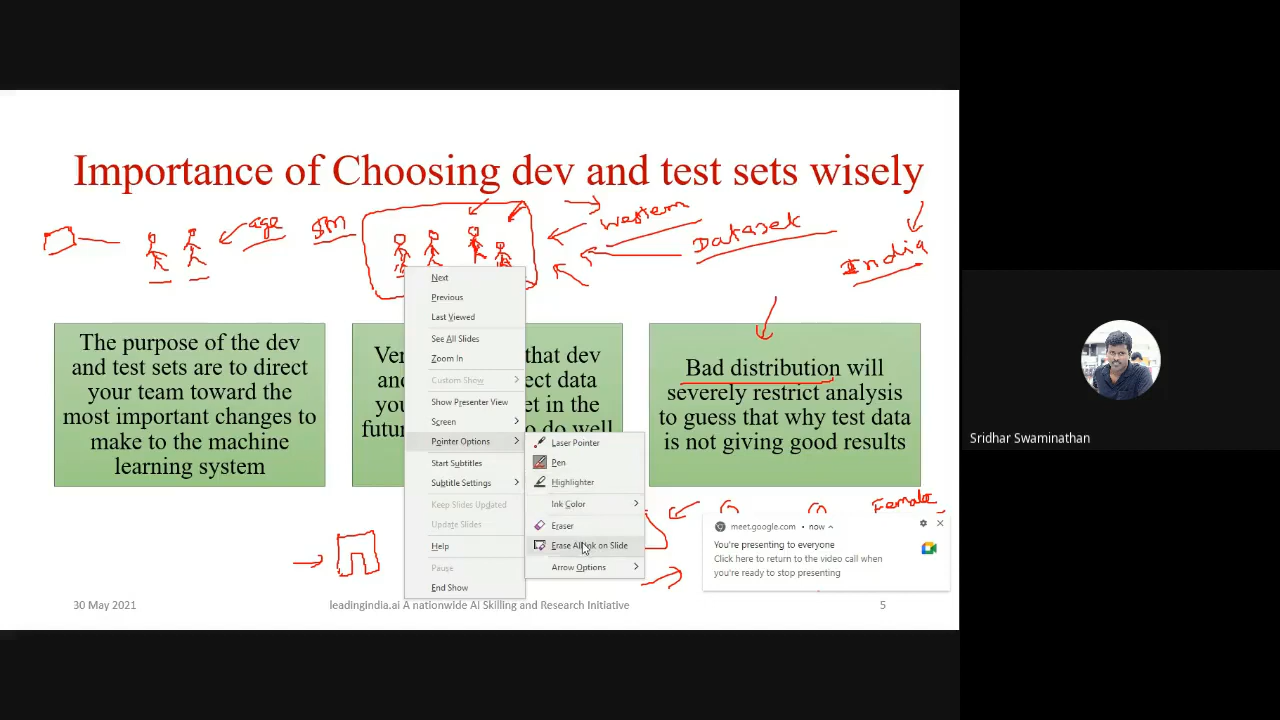 Importance of Choosing dev and test sets wisely
age
Western
Dataset
India
The purpose of the dev
and test sets are to direct
your team toward the
most important changes to
make to the machine
learning system
that dev
data
in the
do well
Bad distribution will
severely restrict analysis
to guess that why test data
is not giving good results
Next
Previous
Last Viewed
See All Slides
Zoom In
Custom Show
Show Presenter View
Screen
Pointer Options
Start Subtitles
Subtitle Settings
Keep Slides Updated
Update Slides
Help
Pause
End Show
Laser Pointer
Pen
Highlighter
Ink Color
Eraser
Erase All Ink on Slide
Arrow Options
Female
meet.google.com • now
You're presenting to everyone
Click here to return to the video call when
you're ready to stop presenting
30 May 2021
leadingindia.ai A nationwide AI Skilling and Research Initiative
5
Sridhar Swaminathan